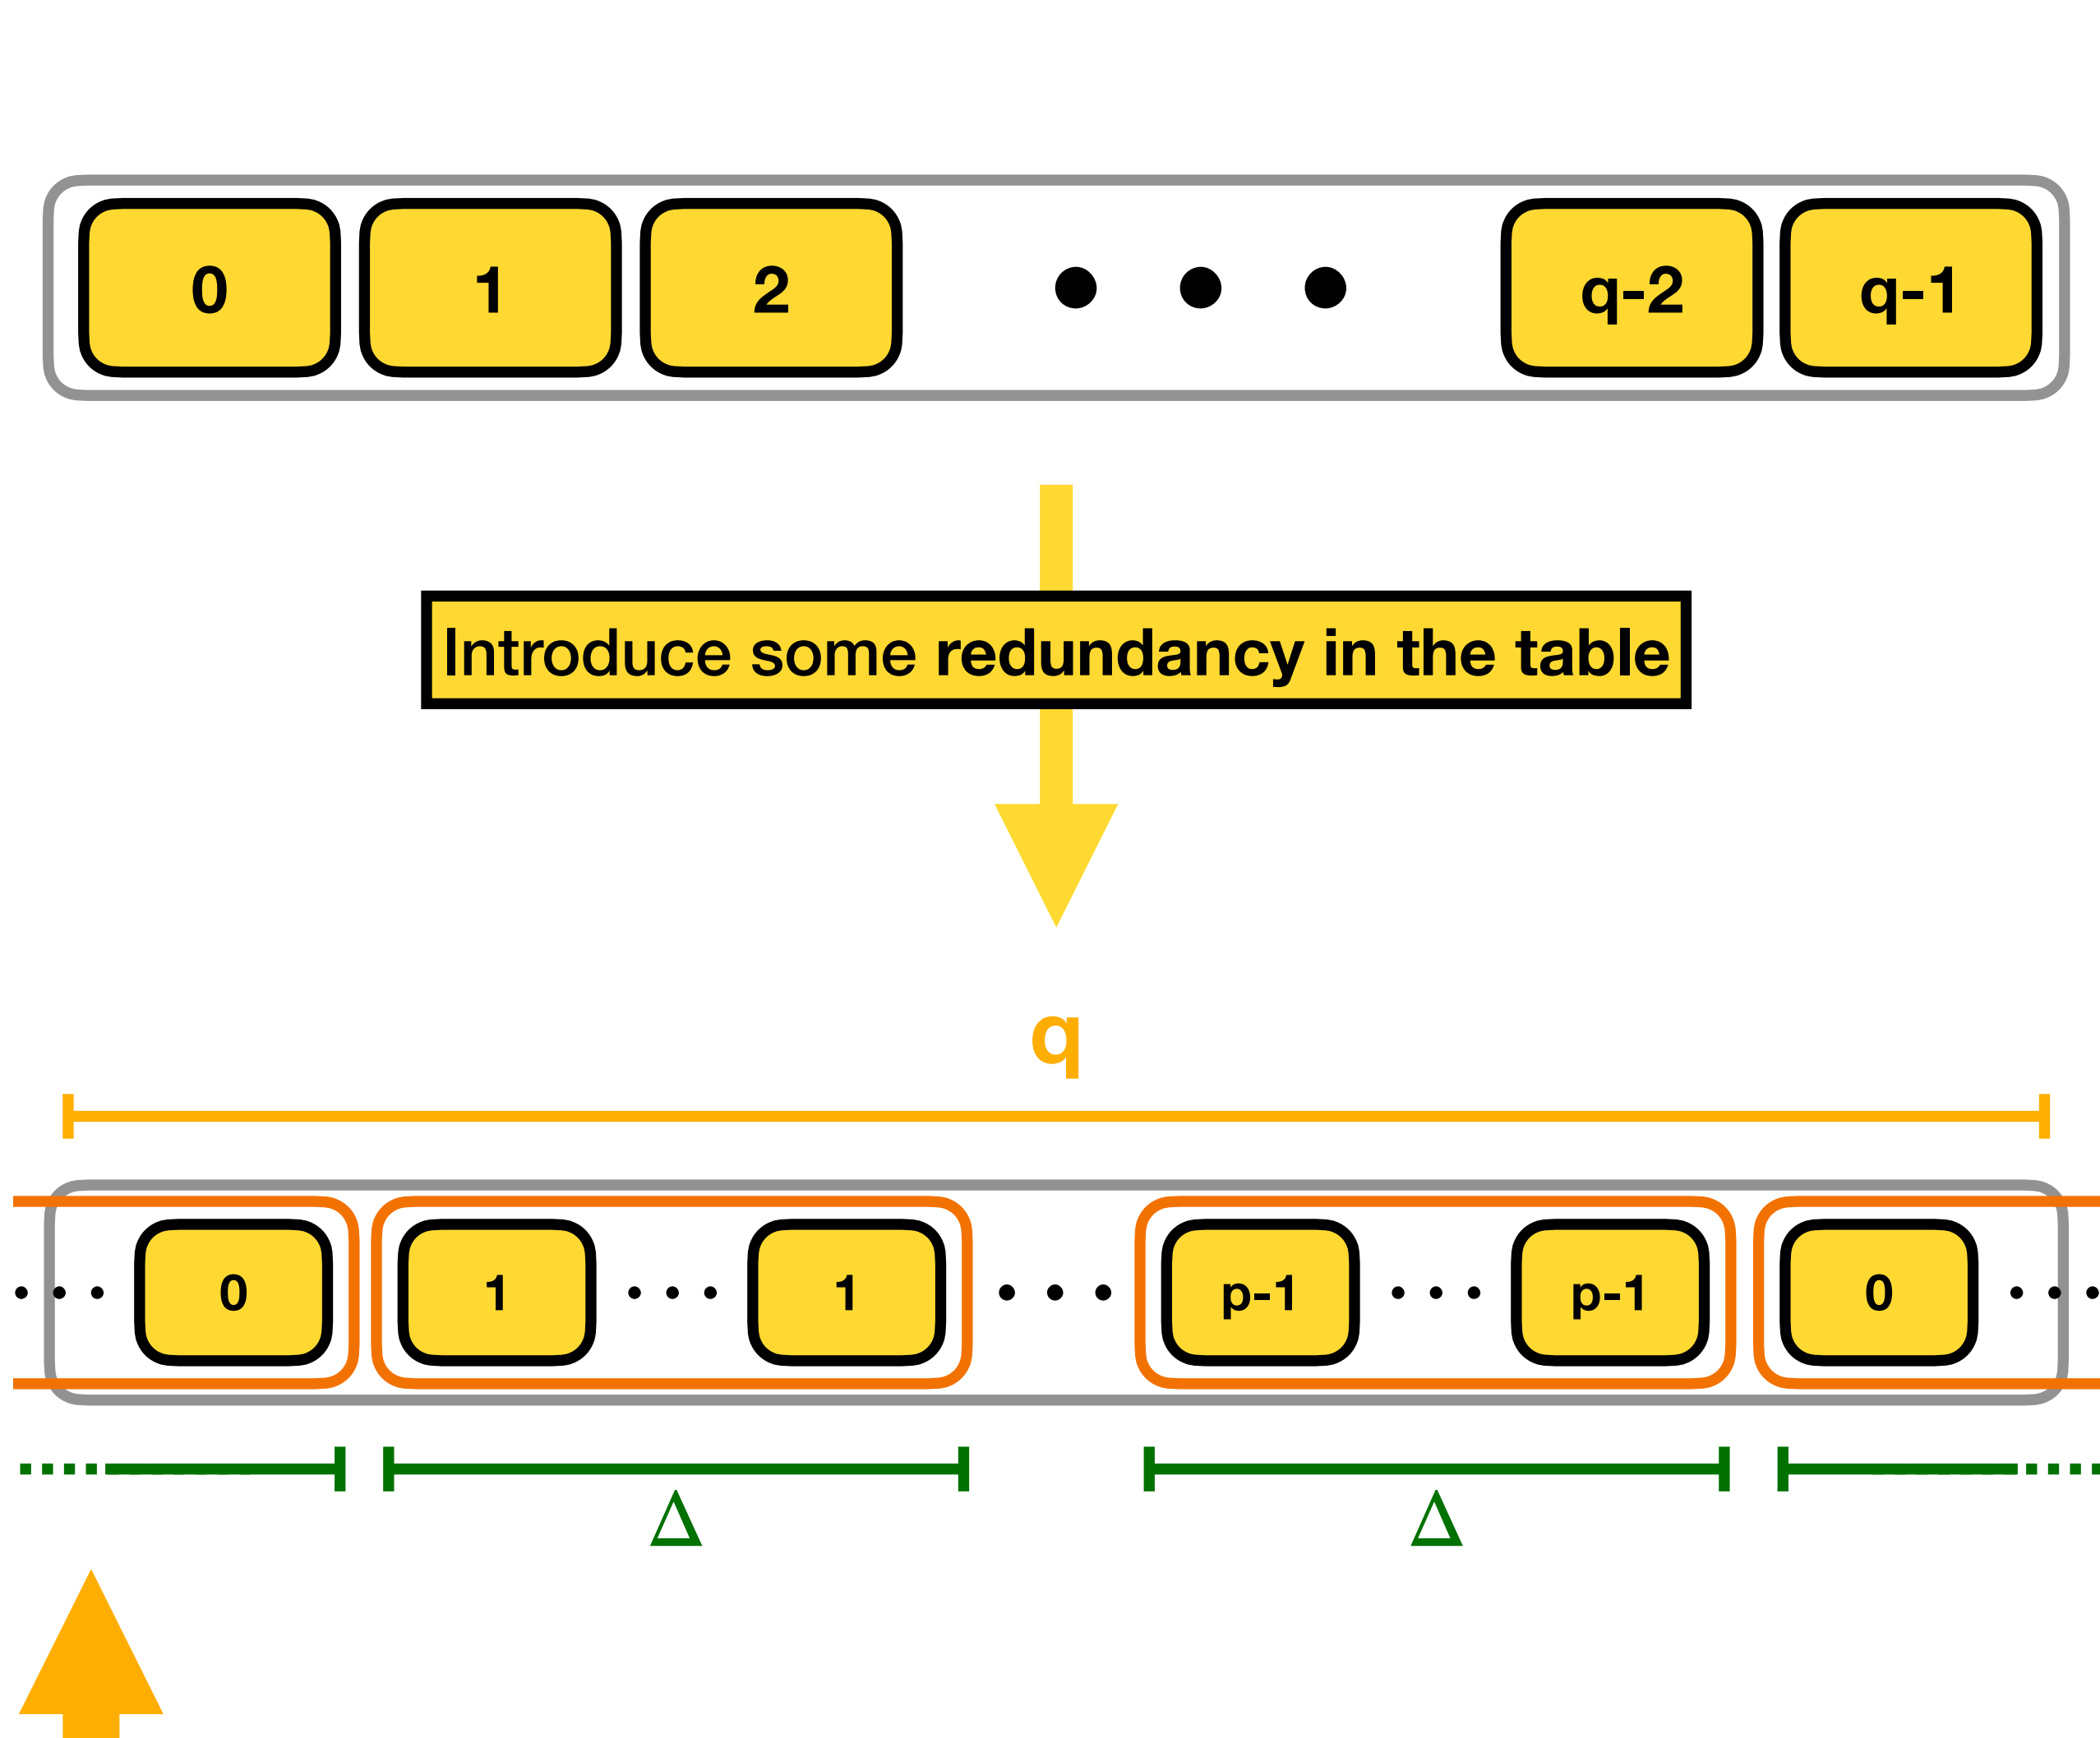 0 1 2 q-2 q-1
Introduce some redundancy in the table
q
0 1 1 p-1 p-1 0
Δ Δ